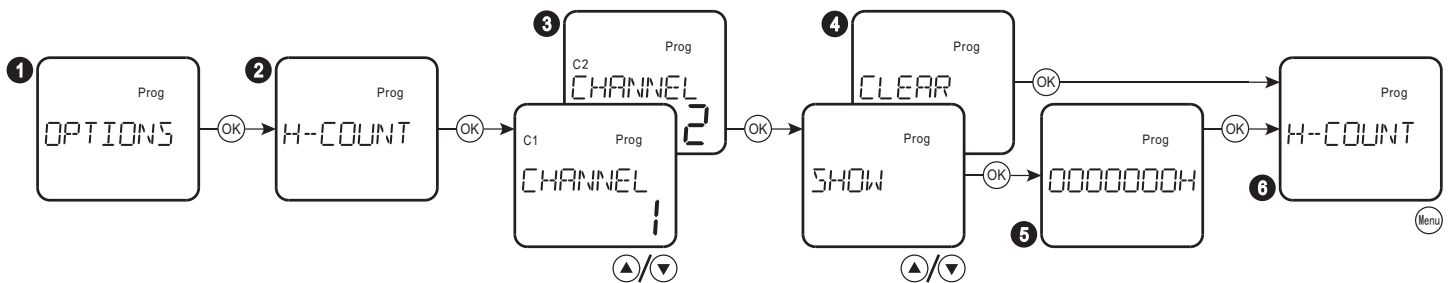 1
Prog
OPTIONS
OK
2
Prog
H-COUNT
OK
3
Prog
C2
CHANNEL
2
C1
Prog
CHANNEL
1
/
OK
4
Prog
CLEAR
OK
Prog
SHOW
/
OK
5
Prog
0000000H
OK
6
Prog
H-COUNT
Menu